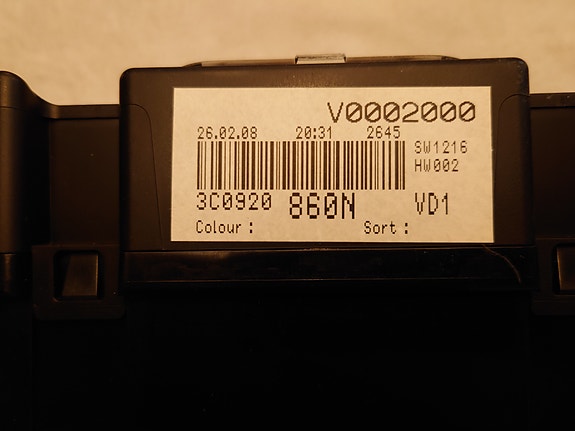 V0002000
26.02.08 20:31 2645
SW1216
HW002
3C0920 860N VD1
Colour : Sort :